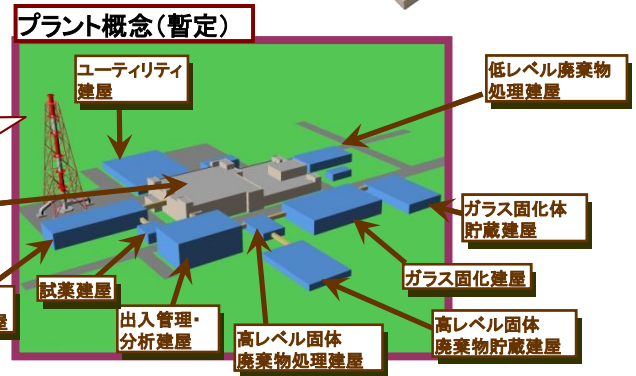 プラント概念（暫定）
ユーティリティ
建屋
低レベル廃棄物
処理建屋
ガラス固化体
貯蔵建屋
ガラス固化建屋
高レベル固体
廃棄物貯蔵建屋
高レベル固体
廃棄物処理建屋
出入管理・
分析建屋
試薬建屋